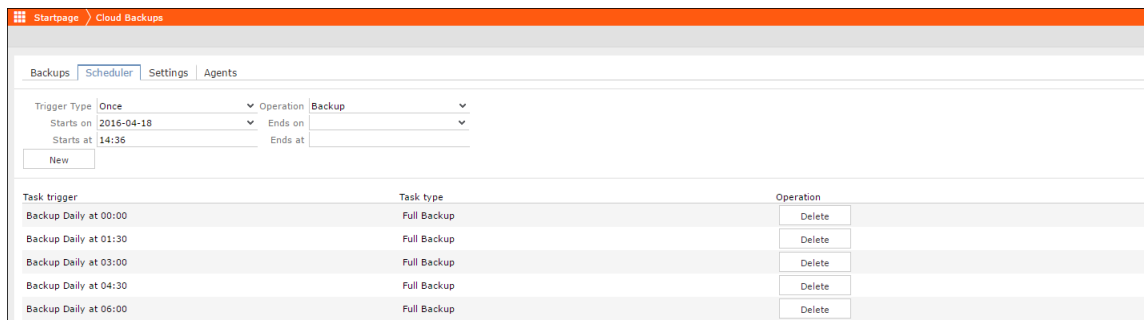 Startpage Cloud Backups
Backups Scheduler Settings Agents
Trigger Type Once Operation Backup
Starts on 2016-04-18 Ends on
Starts at 14:36 Ends at
New
Task trigger Task type Operation
Backup Daily at 00:00 Full Backup Delete
Backup Daily at 01:30 Full Backup Delete
Backup Daily at 03:00 Full Backup Delete
Backup Daily at 04:30 Full Backup Delete
Backup Daily at 06:00 Full Backup Delete